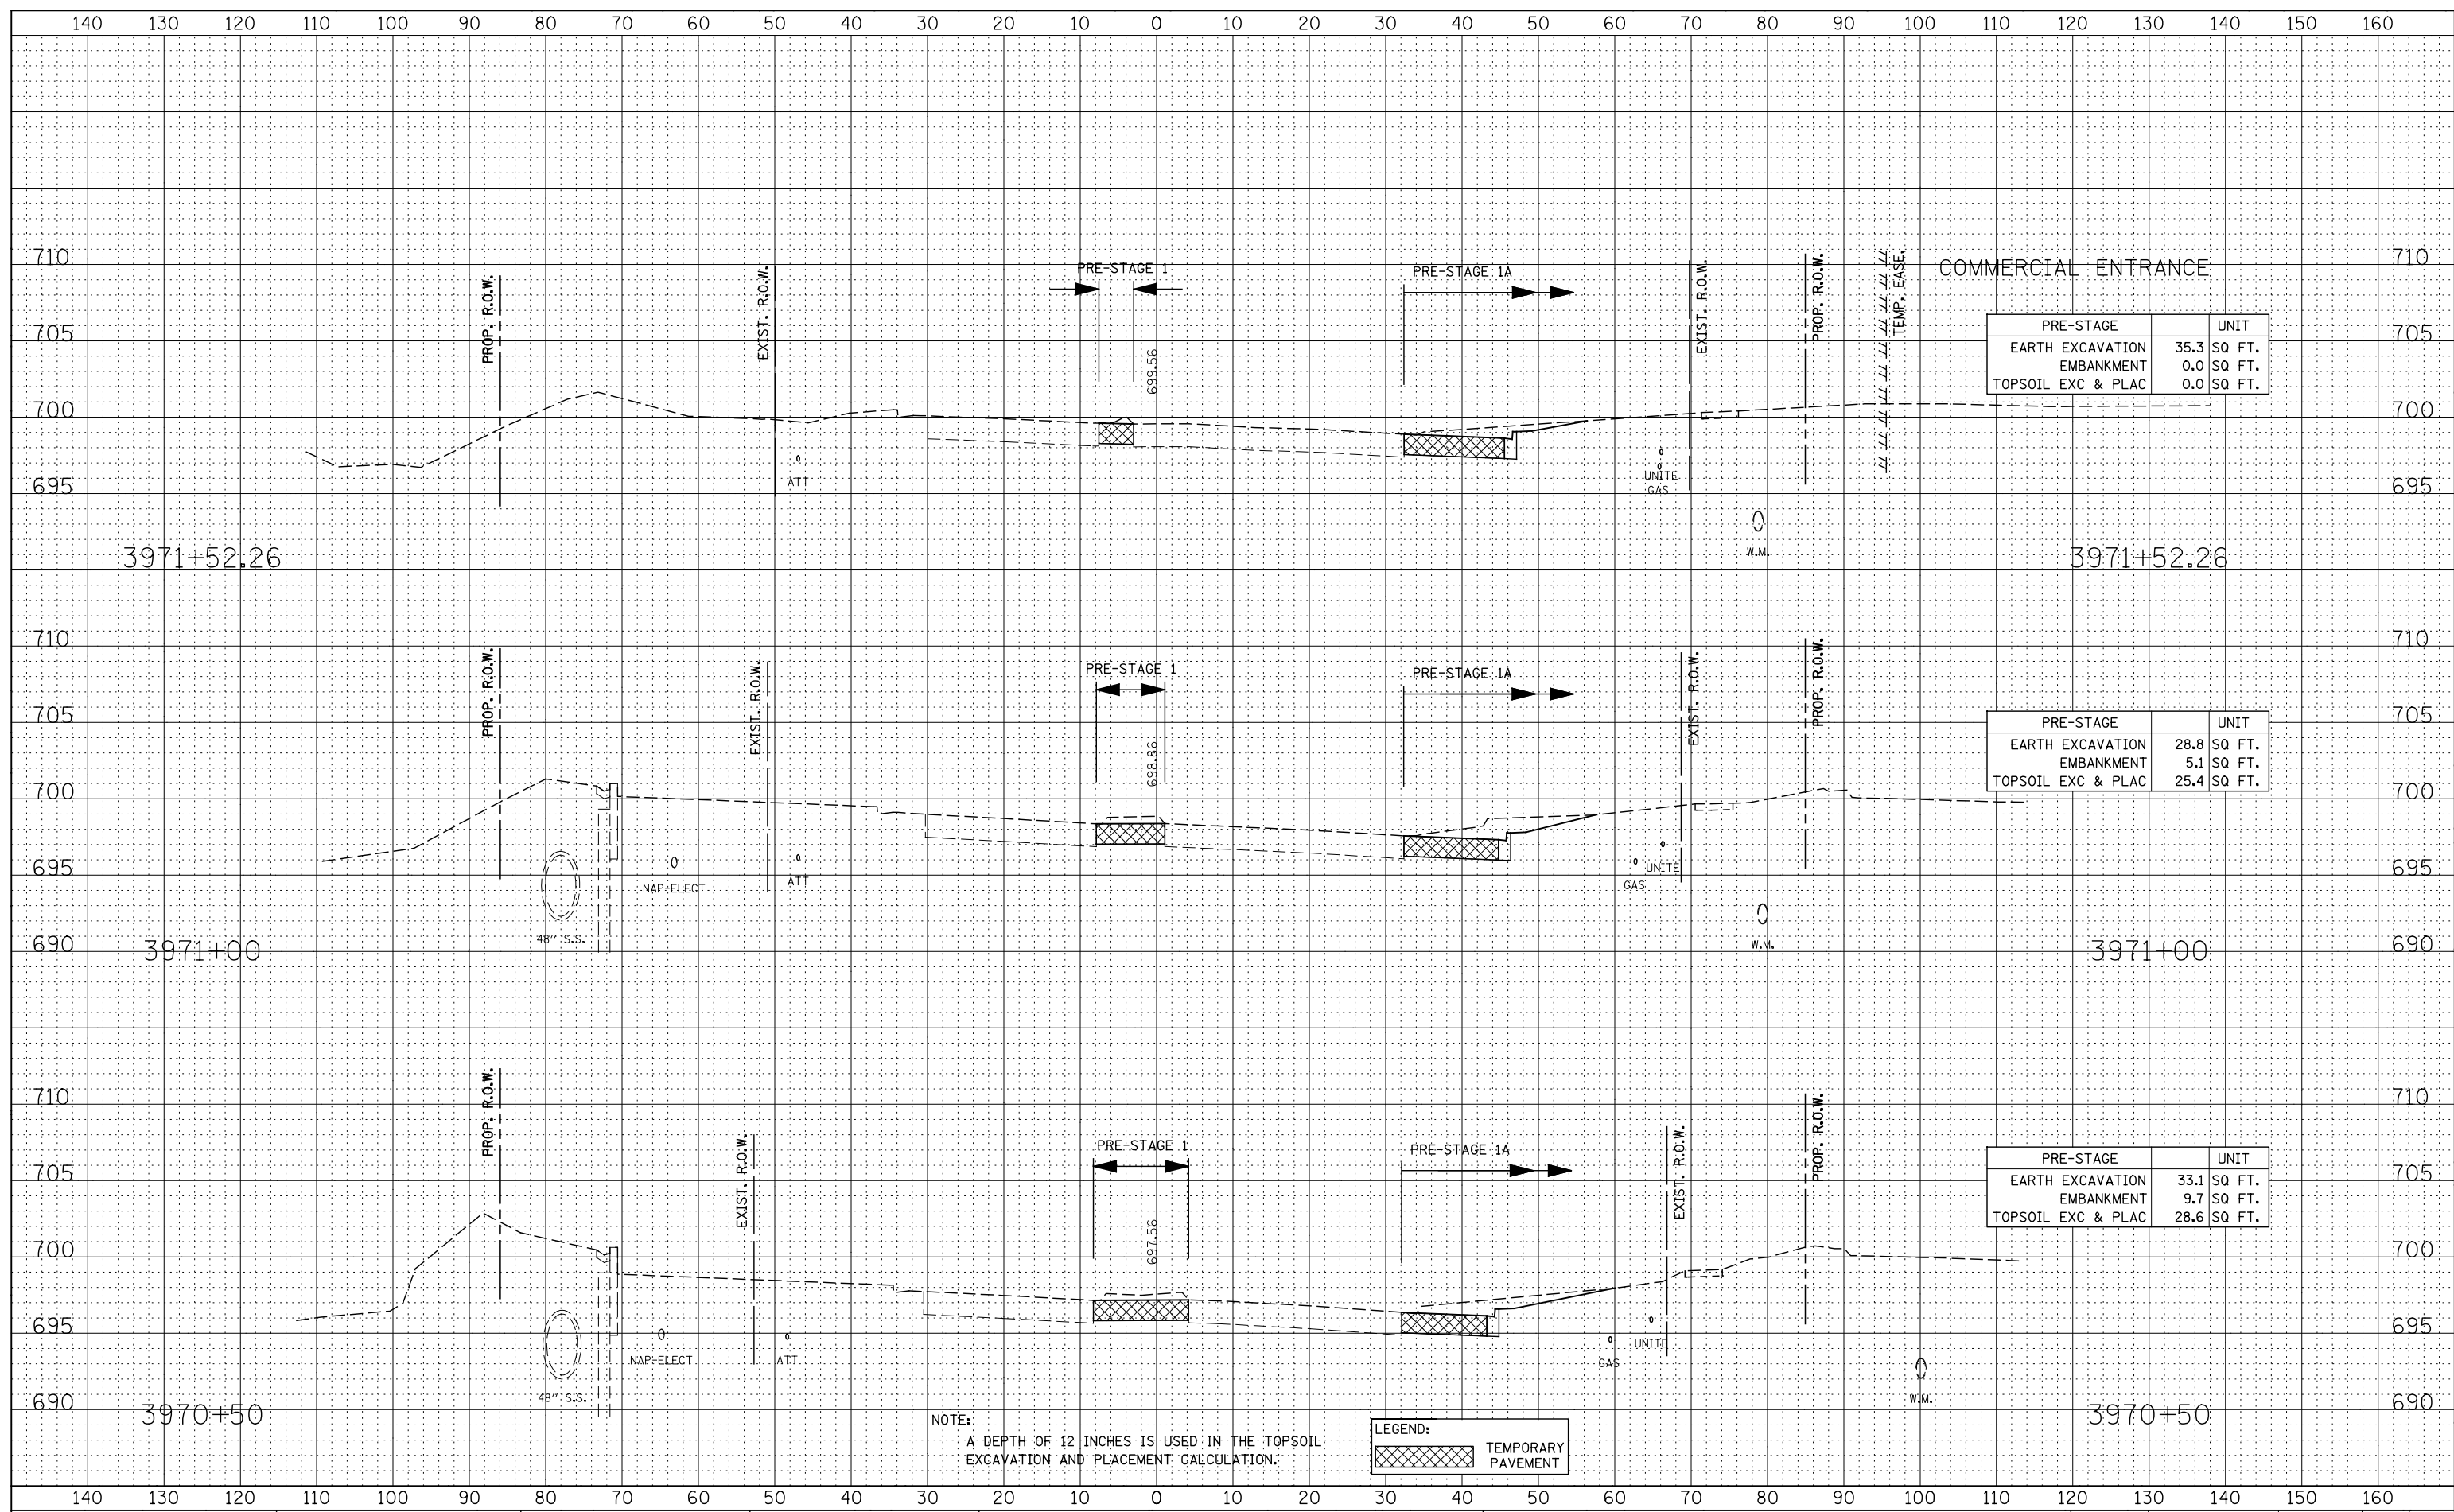 140 130 120 110 100 90 80 70 60 50 40 30 20 10 0 10 20 30 40 50 60 70 80 90 100 110 120 130 140 150 160
710 710
705 705
700 700
695 695
PROP. R.O.W.
EXIST. R.O.W.
PRE-STAGE 1
699.56
PRE-STAGE 1A
EXIST. R.O.W.
PROP. R.O.W.
TEMP. EASE.
COMMERCIAL ENTRANCE
PRE-STAGE UNIT
EARTH EXCAVATION 35.3 SQ FT.
EMBANKMENT 0.0 SQ FT.
TOPSOIL EXC & PLAC 0.0 SQ FT.
ATT
UNITE
GAS
W.M.
3971+52.26 3971+52.26
710 710
705 705
700 700
695 695
690 690
PROP. R.O.W.
EXIST. R.O.W.
PRE-STAGE 1
698.86
PRE-STAGE 1A
EXIST. R.O.W.
PROP. R.O.W.
PRE-STAGE UNIT
EARTH EXCAVATION 28.8 SQ FT.
EMBANKMENT 5.1 SQ FT.
TOPSOIL EXC & PLAC 25.4 SQ FT.
48'' S.S.
NAP-ELECT
ATT
GAS
UNITE
W.M.
3971+00 3971+00
710 710
705 705
700 700
695 695
690 690
PROP. R.O.W.
EXIST. R.O.W.
PRE-STAGE 1
697.56
PRE-STAGE 1A
EXIST. R.O.W.
PROP. R.O.W.
PRE-STAGE UNIT
EARTH EXCAVATION 33.1 SQ FT.
EMBANKMENT 9.7 SQ FT.
TOPSOIL EXC & PLAC 28.6 SQ FT.
48'' S.S.
NAP-ELECT
ATT
GAS
UNITE
W.M.
3970+50 3970+50
NOTE:
A DEPTH OF 12 INCHES IS USED IN THE TOPSOIL
EXCAVATION AND PLACEMENT CALCULATION.
LEGEND:
TEMPORARY
PAVEMENT
140 130 120 110 100 90 80 70 60 50 40 30 20 10 0 10 20 30 40 50 60 70 80 90 100 110 120 130 140 150 160